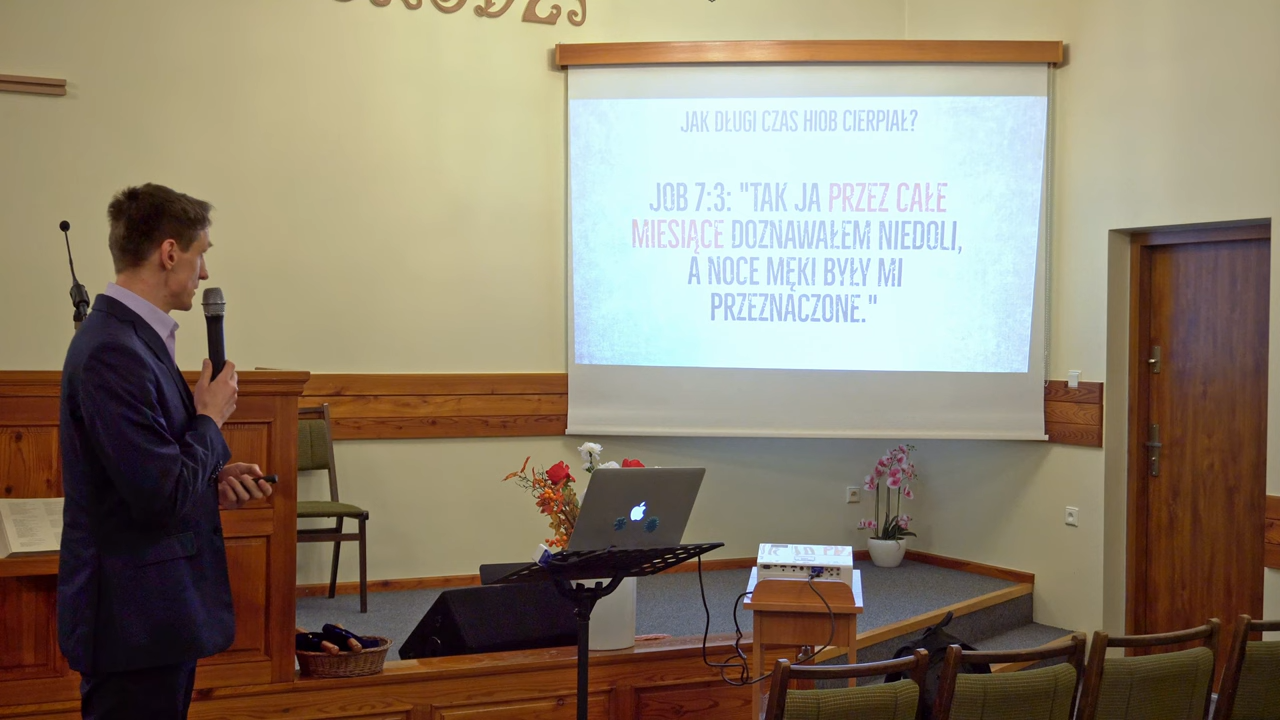 JAK DŁUGI CZAS HIOB CIERPIAŁ?
JOB 7:3: "TAK JA PRZEZ CAŁE
MIESIĄCE DOZNAWAŁEM NIEDOLI,
A NOCE MĘKI BYŁY MI
PRZEZNACZONE."